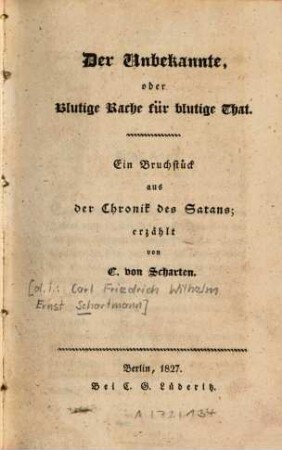 Der Unbekannte,
oder
Blutige Rache für blutige That.
Ein Bruchstück
aus
der Chronik des Satans;
erzählt
von
C. von Scharten.
[d.i.: Carl Friedrich Wilhelm
Ernst Schartmann]
Berlin, 1827.
Bei C. G. Lüderitz.